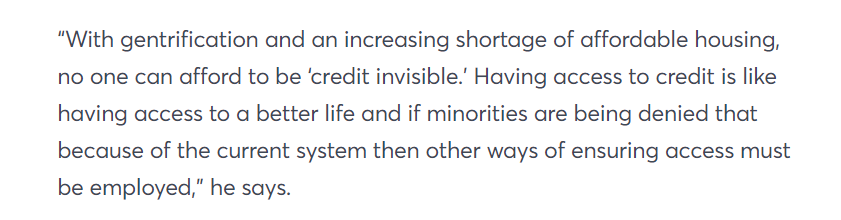 “With gentrification and an increasing shortage of affordable housing,
no one can afford to be ‘credit invisible.’ Having access to credit is like
having access to a better life and if minorities are being denied that
because of the current system then other ways of ensuring access must
be employed,” he says.